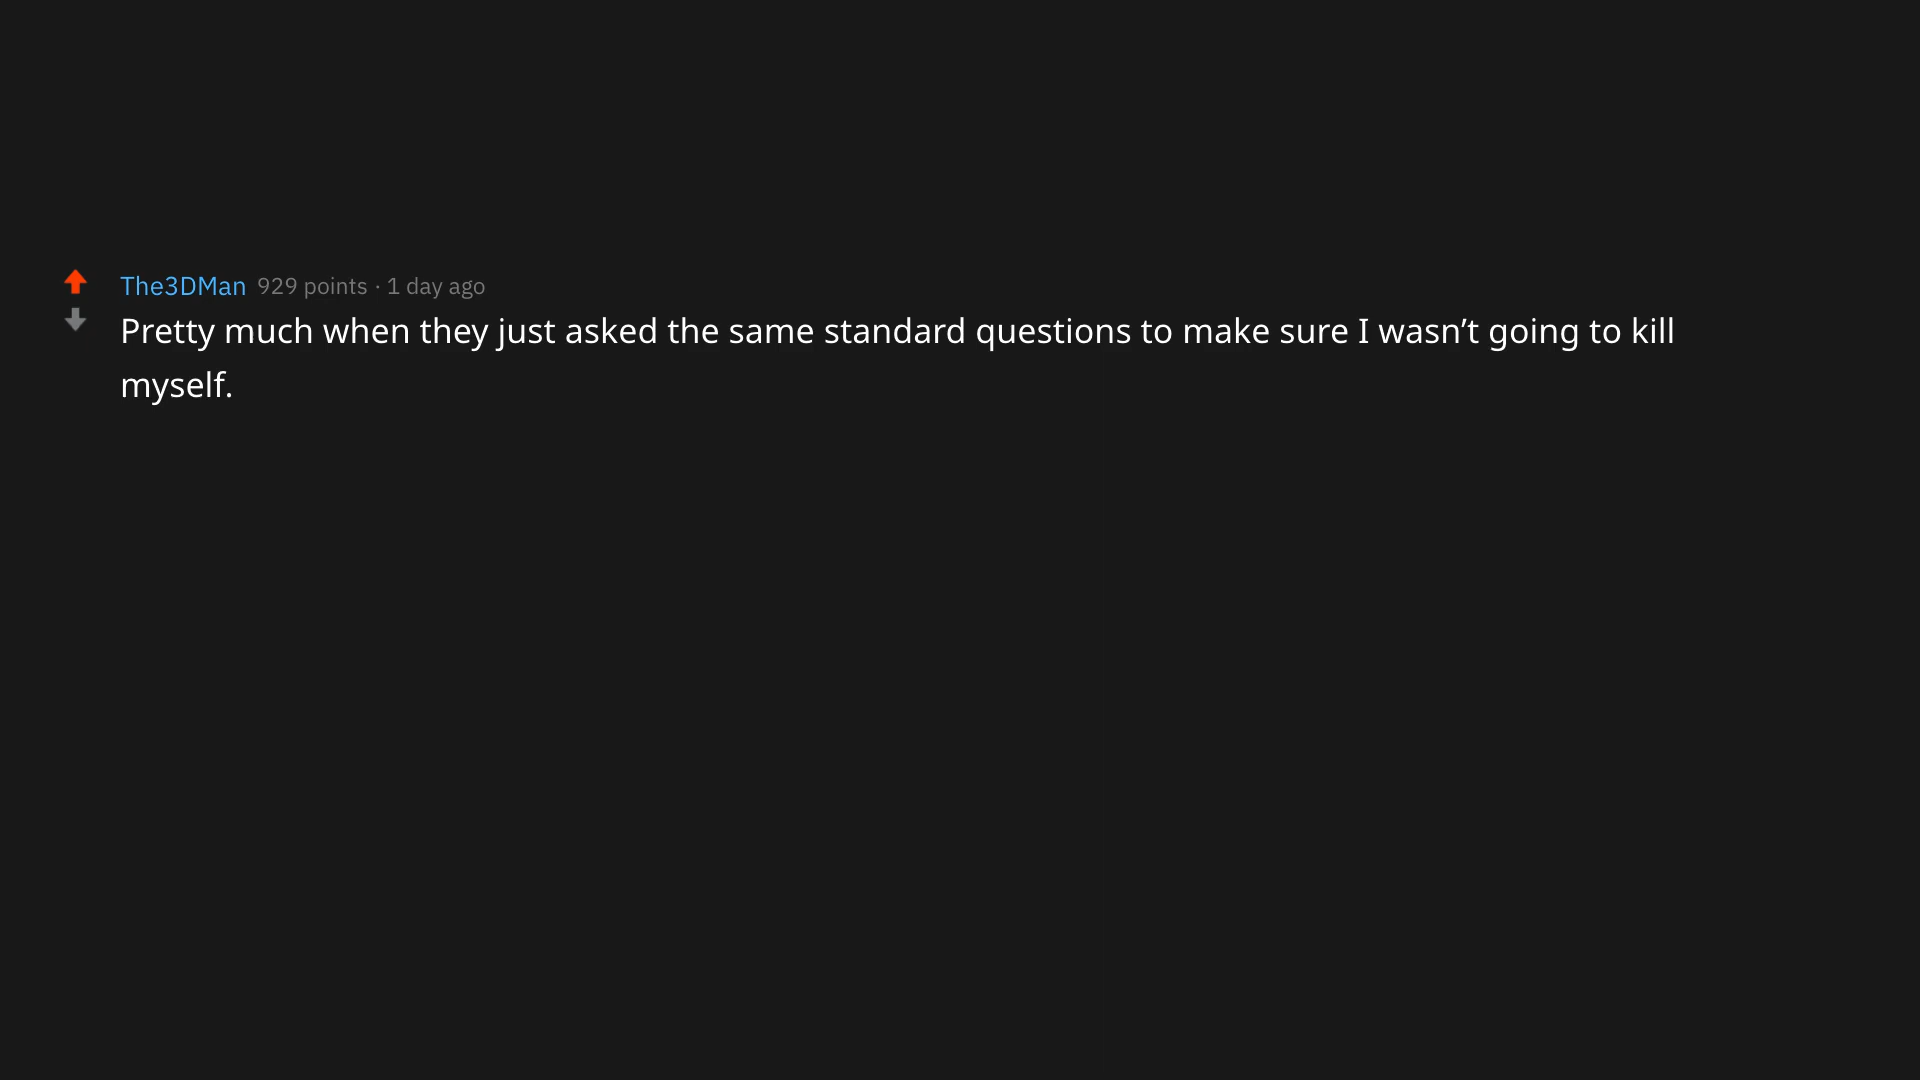 The3DMan 929 points · 1 day ago
Pretty much when they just asked the same standard questions to make sure I wasn’t going to kill
myself.